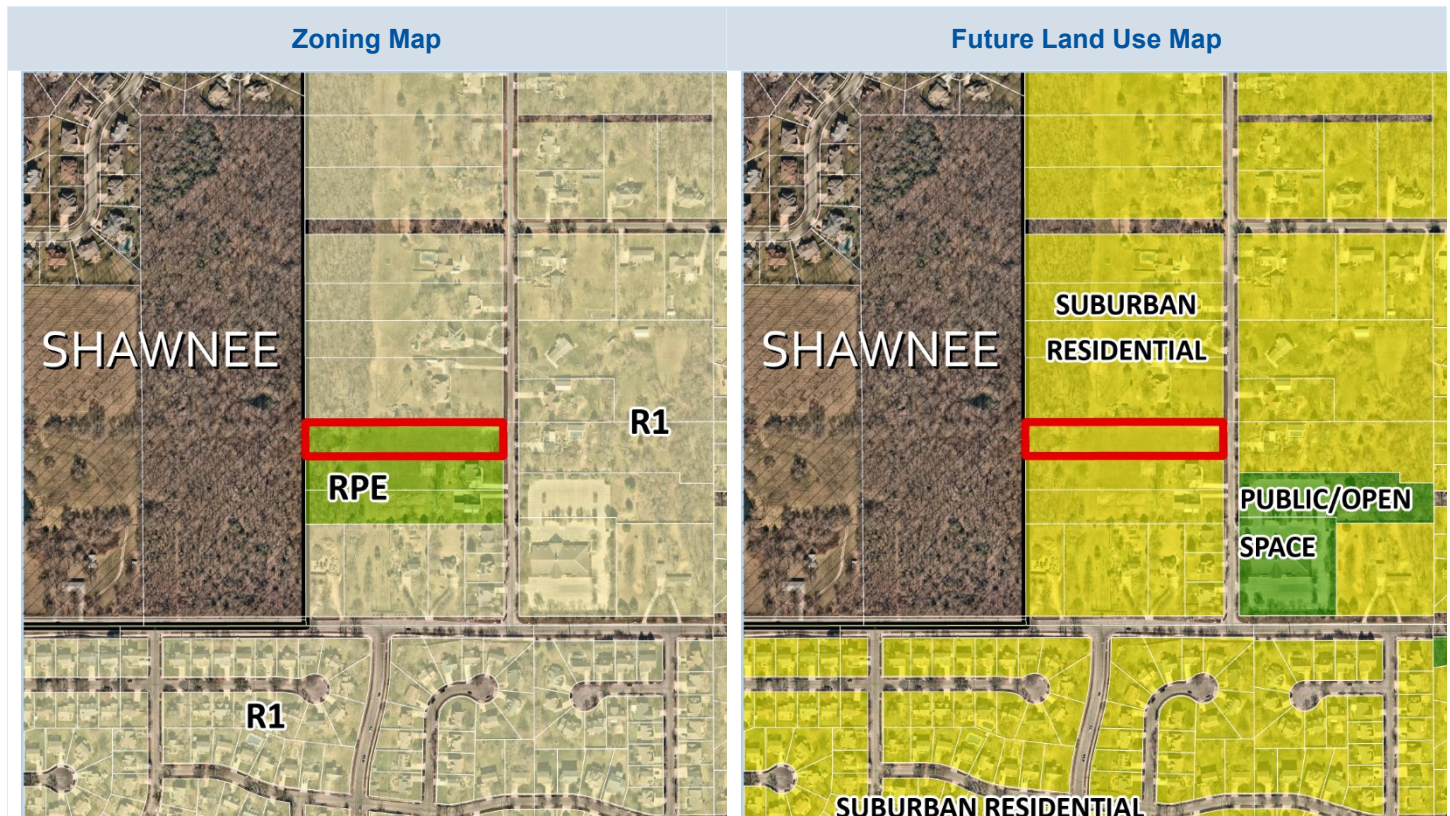 Zoning Map
Future Land Use Map
SHAWNEE
R1
RPE
R1
SHAWNEE
SUBURBAN
RESIDENTIAL
PUBLIC/OPEN
SPACE
SUBURBAN RESIDENTIAL